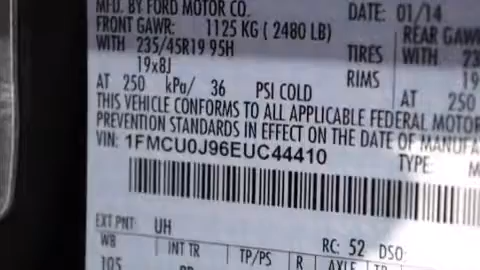 MFD. BY FORD MOTOR CO.
DATE: 01/14
FRONT GAWR: 1125 KG ( 2480 LB)
REAR GAW
WITH 235/45R19 95H
TIRES
WITH 23
19x8J
RIMS
19
AT 250 kPa/ 36 PSI COLD
AT 250
THIS VEHICLE CONFORMS TO ALL APPLICABLE FEDERAL MOTOR
PREVENTION STANDARDS IN EFFECT ON THE DATE OF MANUFA
VIN: 1FMCU0J96EUC44410
TYPE: M
EXT PNT: UH
RC: 52 DSO:
WB INT TR TP/PS R AXLE TR
105